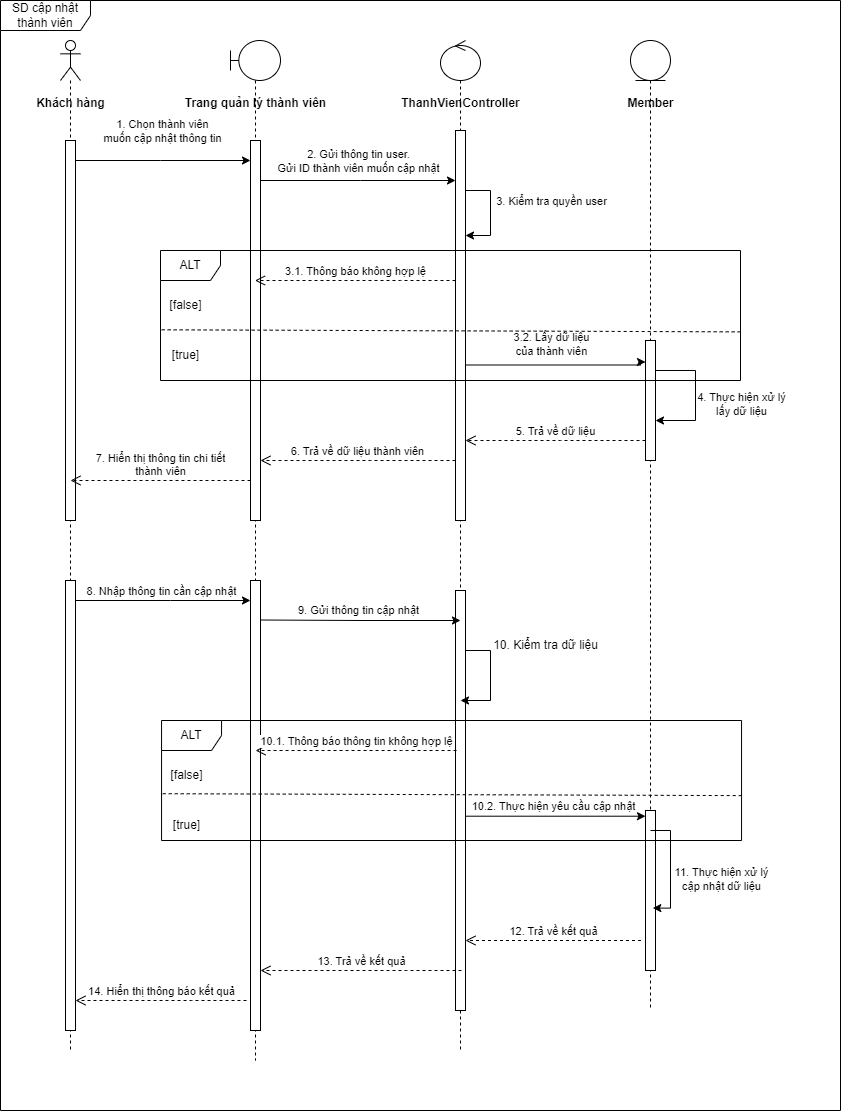 SD cập nhật
thành viên
Khách hàng
Trang quản lý thành viên
ThanhVienController
Member
1. Chọn thành viên
muốn cập nhật thông tin
2. Gửi thông tin user.
Gửi ID thành viên muốn cập nhật
3. Kiểm tra quyền user
ALT
3.1. Thông báo không hợp lệ
[false]
3.2. Lấy dữ liệu
của thành viên
[true]
4. Thực hiện xử lý
lấy dữ liệu
5. Trả về dữ liệu
6. Trả về dữ liệu thành viên
7. Hiển thị thông tin chi tiết
thành viên
8. Nhập thông tin cần cập nhật
9. Gửi thông tin cập nhật
10. Kiểm tra dữ liệu
ALT
10.1. Thông báo thông tin không hợp lệ
[false]
10.2. Thực hiện yêu cầu cập nhật
[true]
11. Thực hiện xử lý
cập nhật dữ liệu
12. Trả về kết quả
13. Trả về kết quả
14. Hiển thị thông báo kết quả